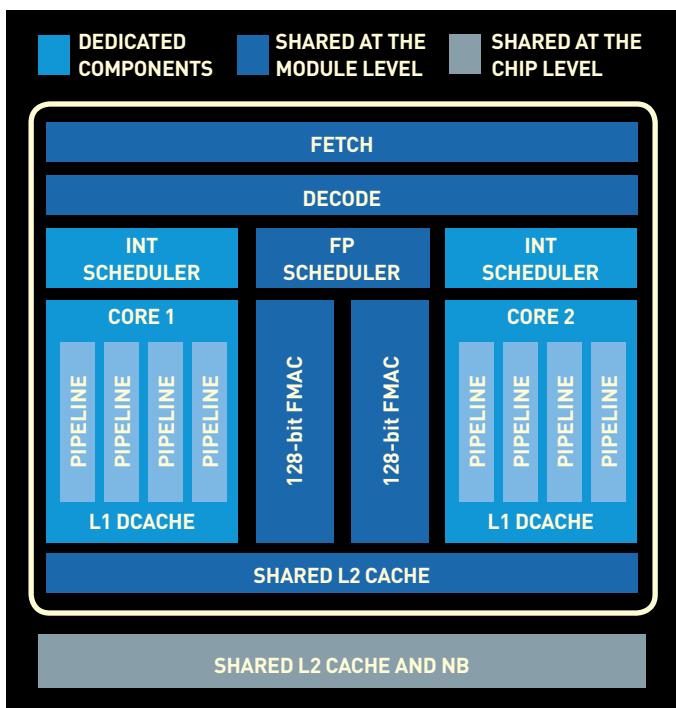 DEDICATED
COMPONENTS
SHARED AT THE
MODULE LEVEL
SHARED AT THE
CHIP LEVEL
FETCH
DECODE
INT
SCHEDULER
FP
SCHEDULER
INT
SCHEDULER
CORE 1
PIPELINE
PIPELINE
PIPELINE
PIPELINE
L1 DCACHE
128-bit FMAC
128-bit FMAC
CORE 2
PIPELINE
PIPELINE
PIPELINE
PIPELINE
L1 DCACHE
SHARED L2 CACHE
SHARED L2 CACHE AND NB